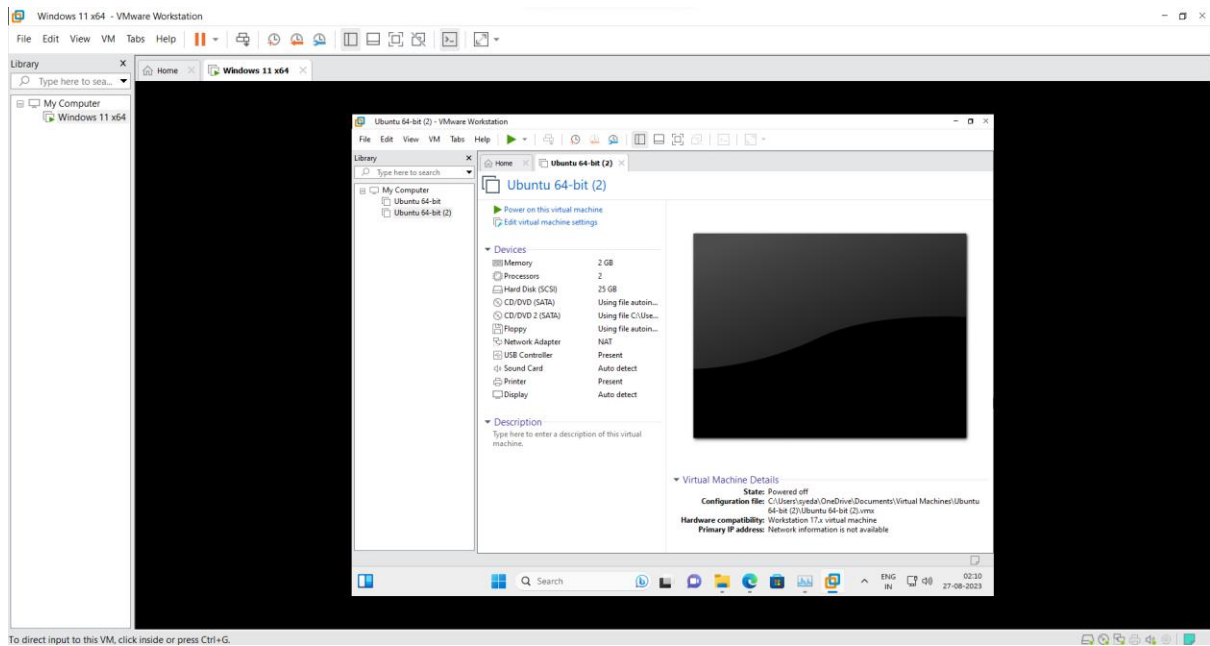 Windows 11 x64 - VMware Workstation
File Edit View VM Tabs Help
Library
Home
Windows 11 x64
Type here to sea...
My Computer
Windows 11 x64
Ubuntu 64-bit (2) - VMware Workstation
File Edit View VM Tabs Help
Library
Home
Ubuntu 64-bit (2)
Type here to search
My Computer
Ubuntu 64-bit
Ubuntu 64-bit (2)
Ubuntu 64-bit (2)
Power on this virtual machine
Edit virtual machine settings
Devices
Memory 2 GB
Processors 2
Hard Disk (SCSI) 25 GB
CD/DVD (SATA) Using file autoin...
CD/DVD 2 (SATA) Using file C:\Use...
Floppy Using file autoin...
Network Adapter NAT
USB Controller Present
Sound Card Auto detect
Printer Present
Display Auto detect
Description
Type here to enter a description of this virtual
machine.
Virtual Machine Details
State: Powered off
Configuration file: C:\Users\syeda\OneDrive\Documents\Virtual Machines\Ubuntu
64-bit (2)\Ubuntu 64-bit (2).vmx
Hardware compatibility: Workstation 17.x virtual machine
Primary IP address: Network information is not available
Search
ENG
IN
02:10
27-08-2023
To direct input to this VM, click inside or press Ctrl+G.